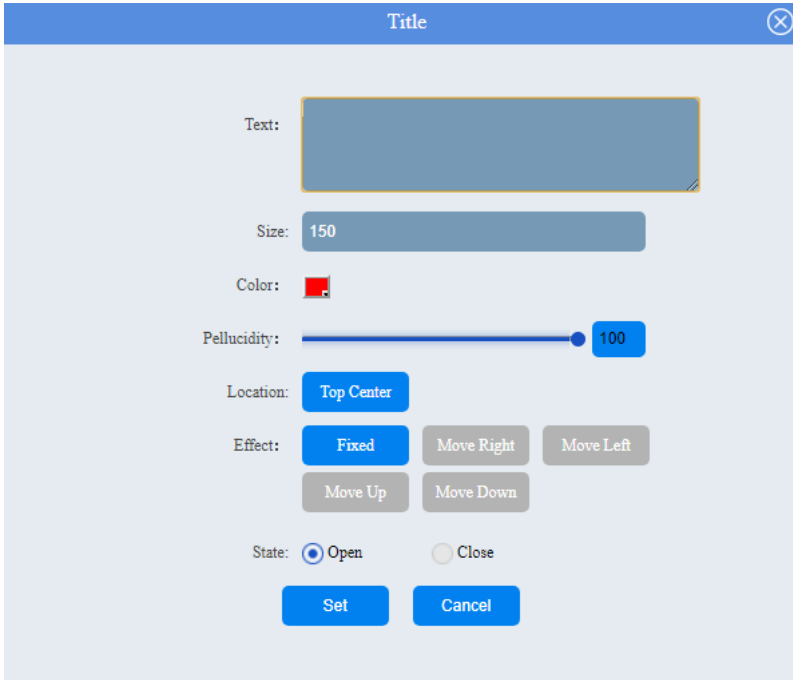 Title
Text:
Size: 150
Color:
Pellucidity: 100
Location: Top Center
Effect: Fixed Move Right Move Left
Move Up Move Down
State: Open Close
Set Cancel